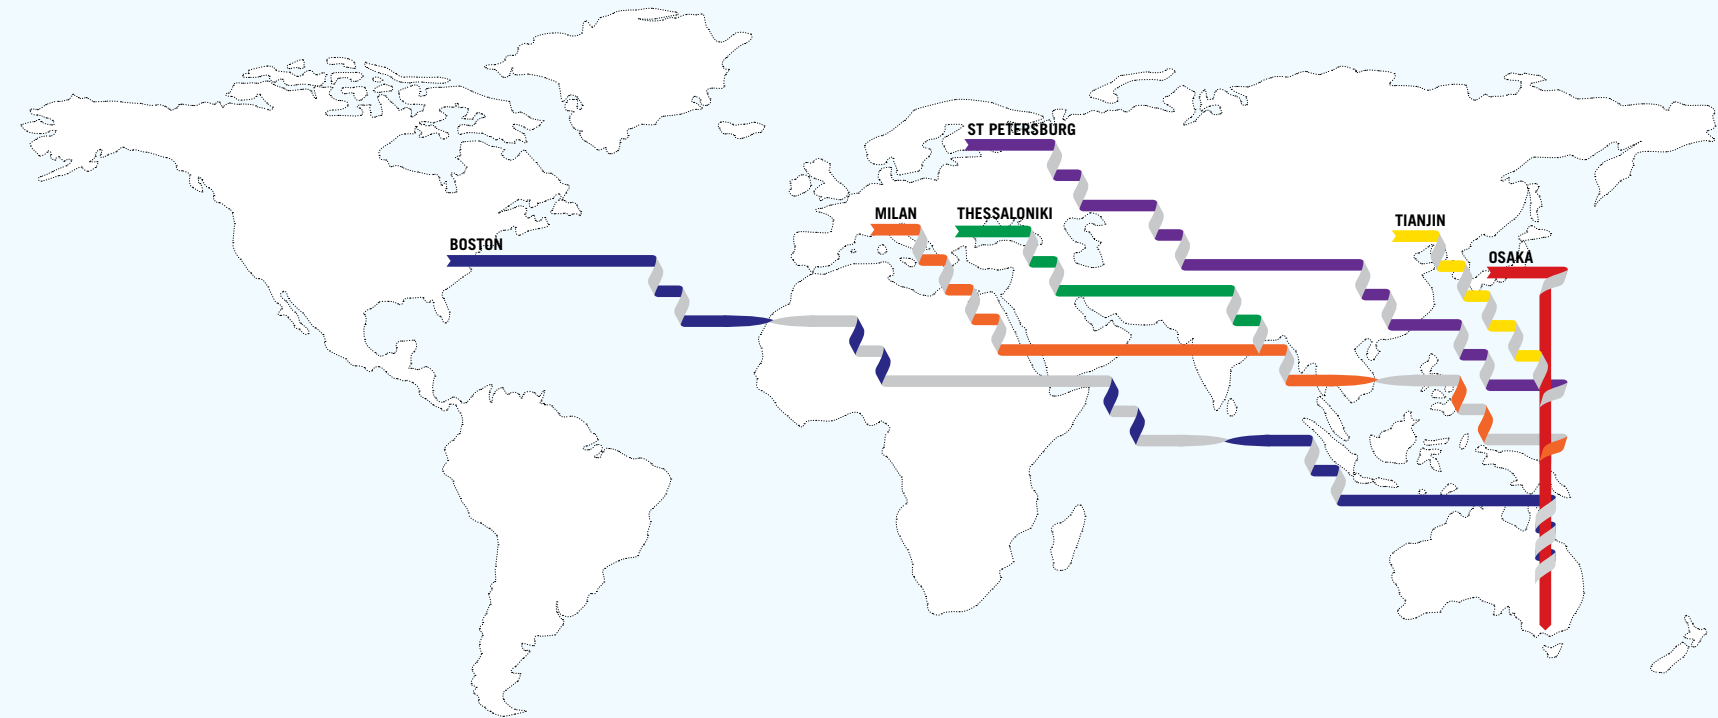 ST PETERSBURG
MILAN
THESSALONIKI
TIANJIN
BOSTON
OSAKA